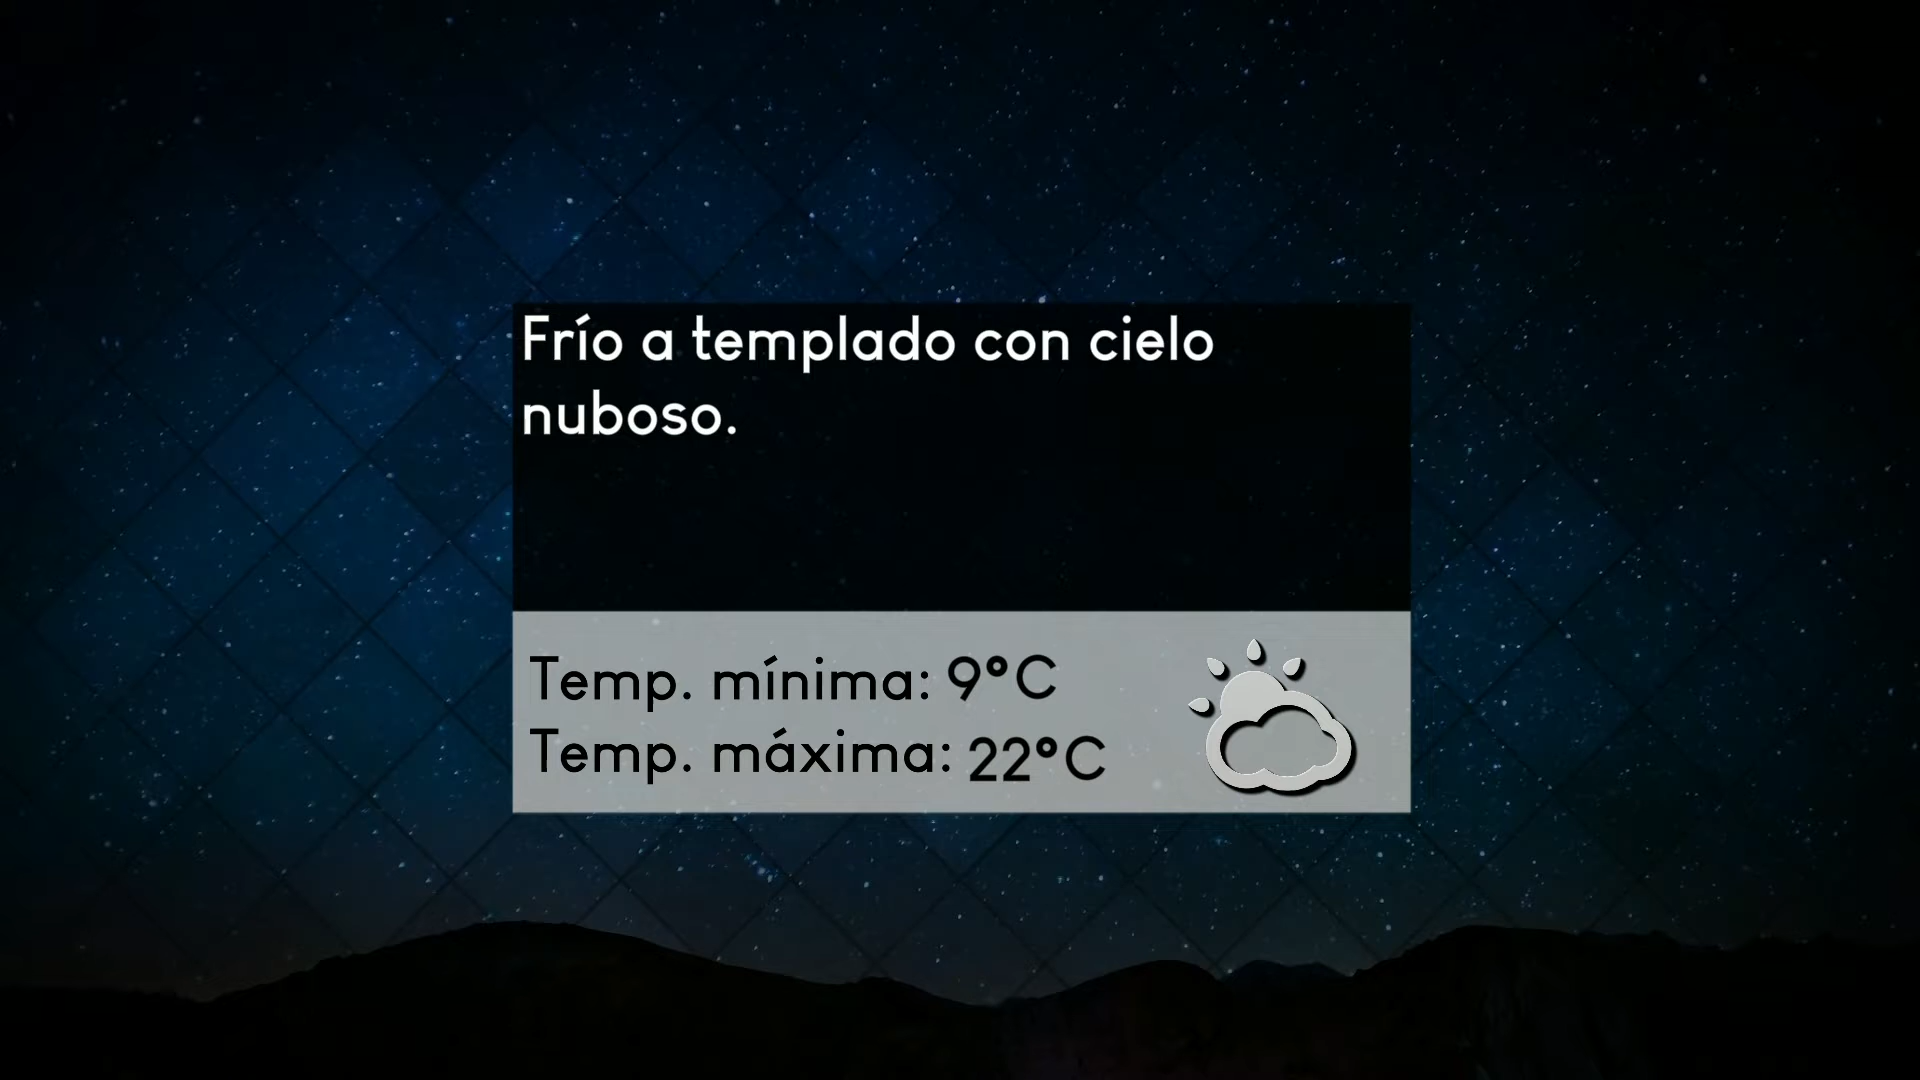 Frío a templado con cielo
nuboso.
Temp. mínima: 9°C
Temp. máxima: 22°C